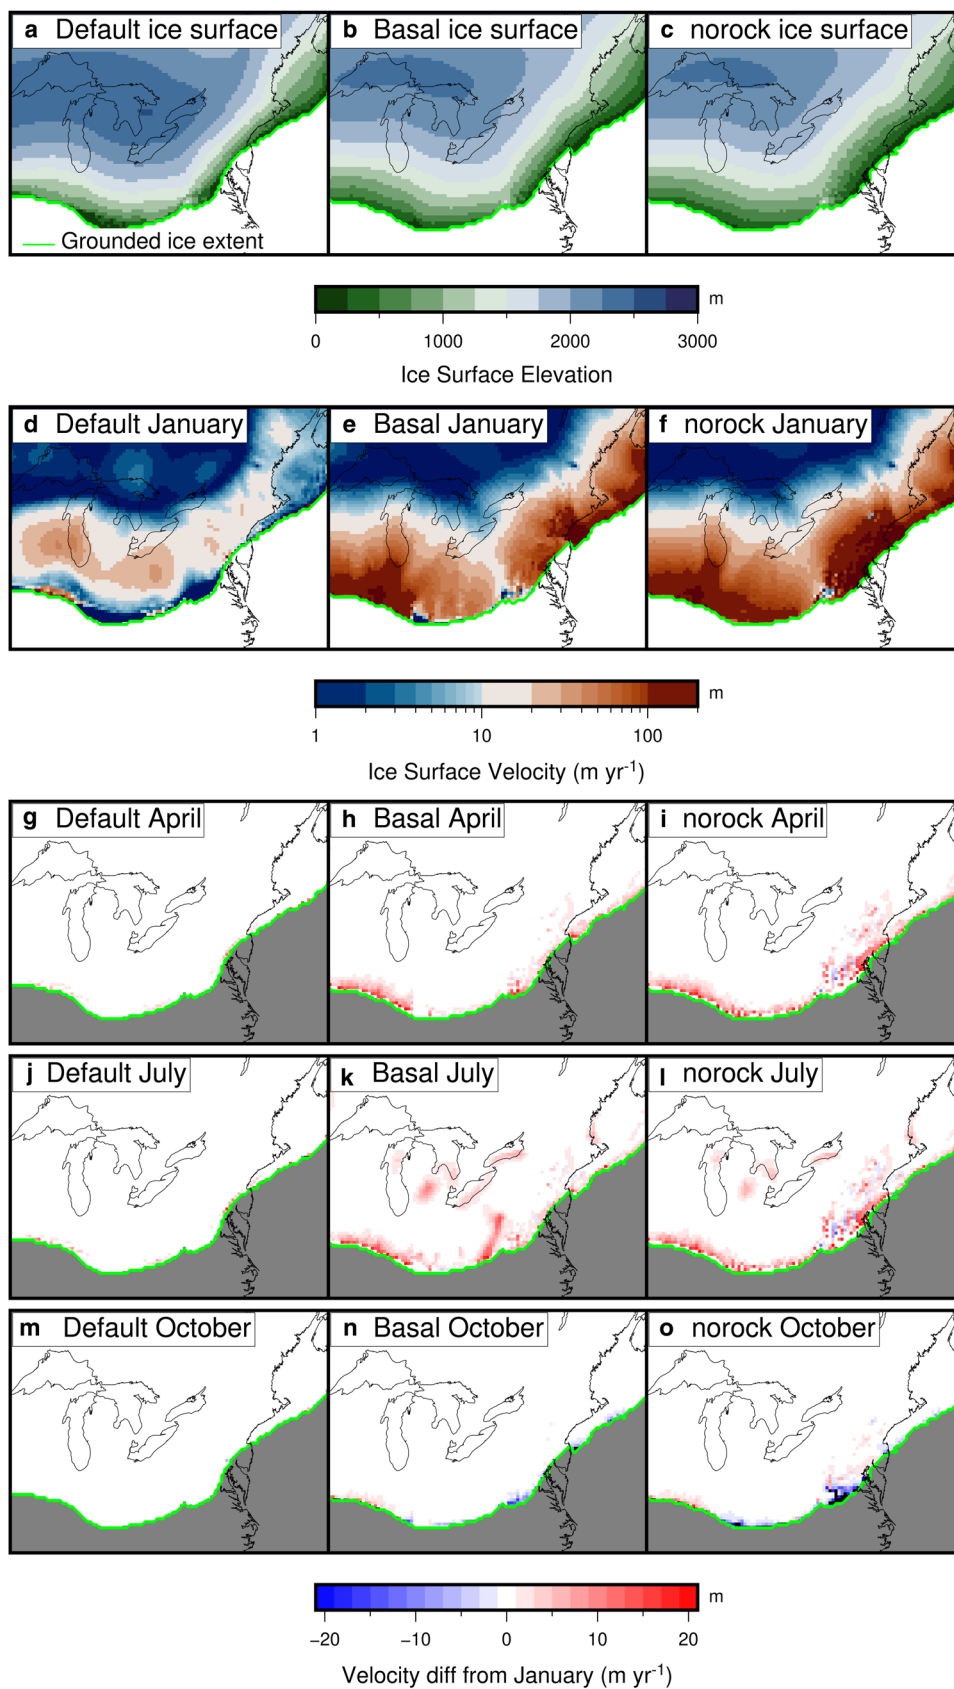 a Default ice surface
b Basal ice surface
c norock ice surface
Grounded ice extent
m
0 1000 2000 3000
Ice Surface Elevation
d Default January
e Basal January
f norock January
m
1 10 100
Ice Surface Velocity (m yr⁻¹)
g Default April
h Basal April
i norock April
j Default July
k Basal July
l norock July
m Default October
n Basal October
o norock October
m
−20 −10 0 10 20
Velocity diff from January (m yr⁻¹)